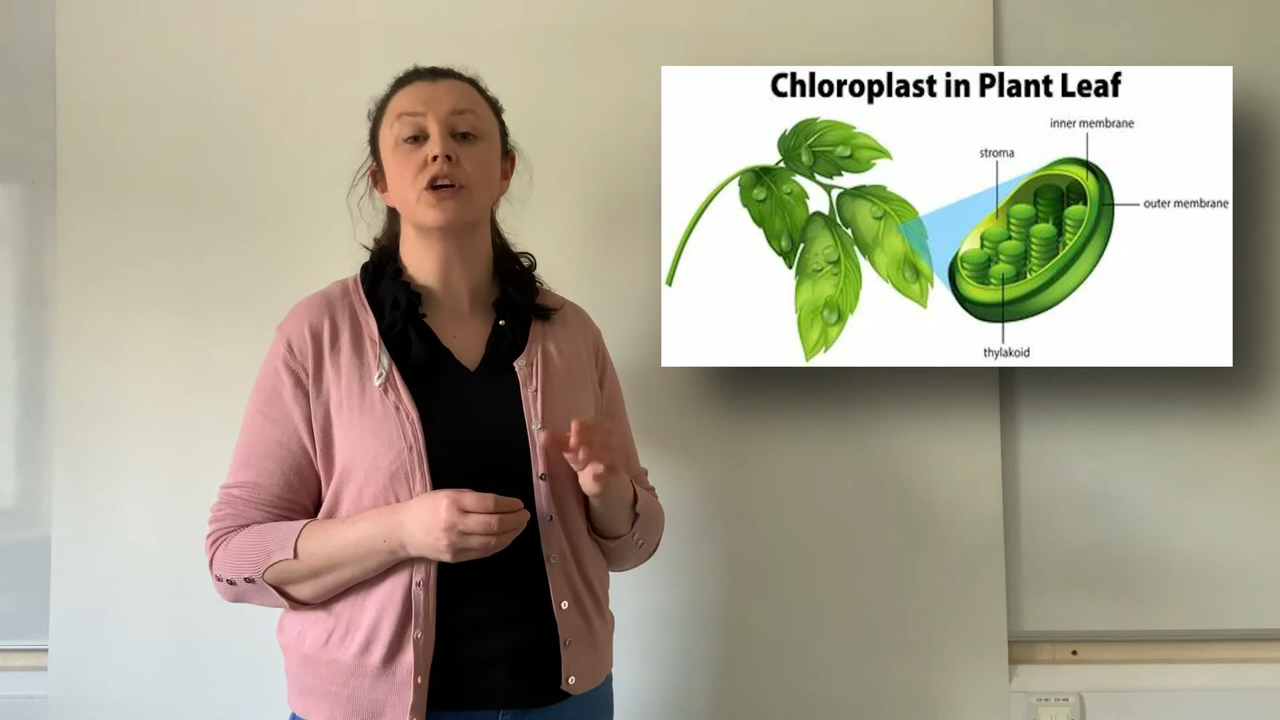 Chloroplast in Plant Leaf
inner membrane
stroma
outer membrane
thylakoid